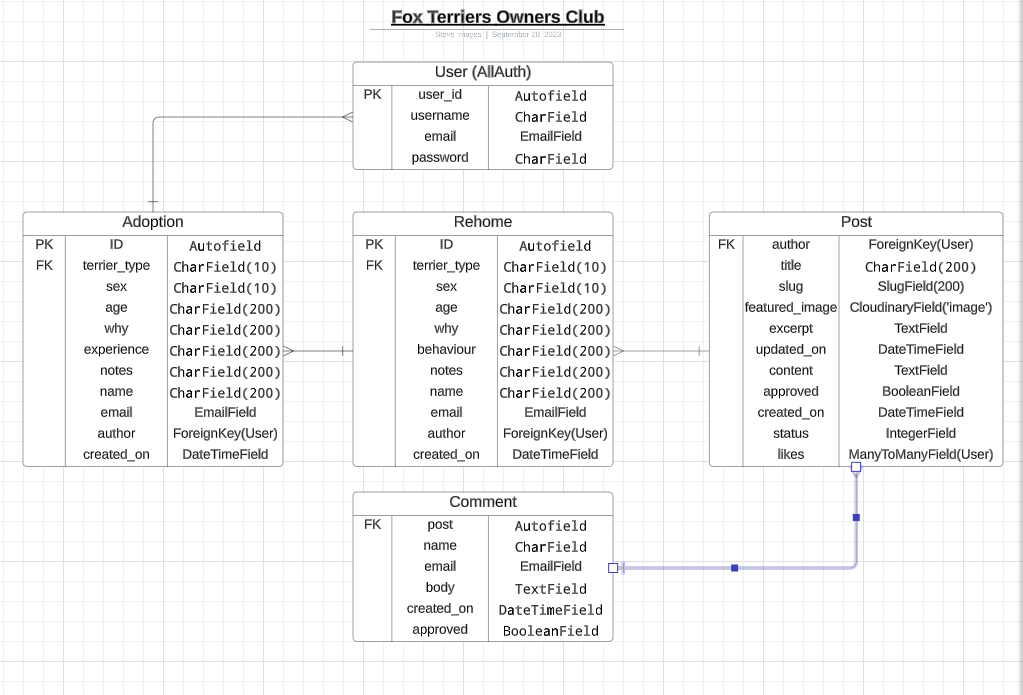 Fox Terriers Owners Club
Steve mayes | September 28, 2023
User (AllAuth)
PK user_id Autofield
username CharField
email EmailField
password CharField
Adoption
PK ID Autofield
FK terrier_type CharField(10)
sex CharField(10)
age CharField(200)
why CharField(200)
experience CharField(200)
notes CharField(200)
name CharField(200)
email EmailField
author ForeignKey(User)
created_on DateTimeField
Rehome
PK ID Autofield
FK terrier_type CharField(10)
sex CharField(10)
age CharField(200)
why CharField(200)
behaviour CharField(200)
notes CharField(200)
name CharField(200)
email EmailField
author ForeignKey(User)
created_on DateTimeField
Post
FK author ForeignKey(User)
title CharField(200)
slug SlugField(200)
featured_image CloudinaryField('image')
excerpt TextField
updated_on DateTimeField
content TextField
approved BooleanField
created_on DateTimeField
status IntegerField
likes ManyToManyField(User)
Comment
FK post Autofield
name CharField
email EmailField
body TextField
created_on DateTimeField
approved BooleanField